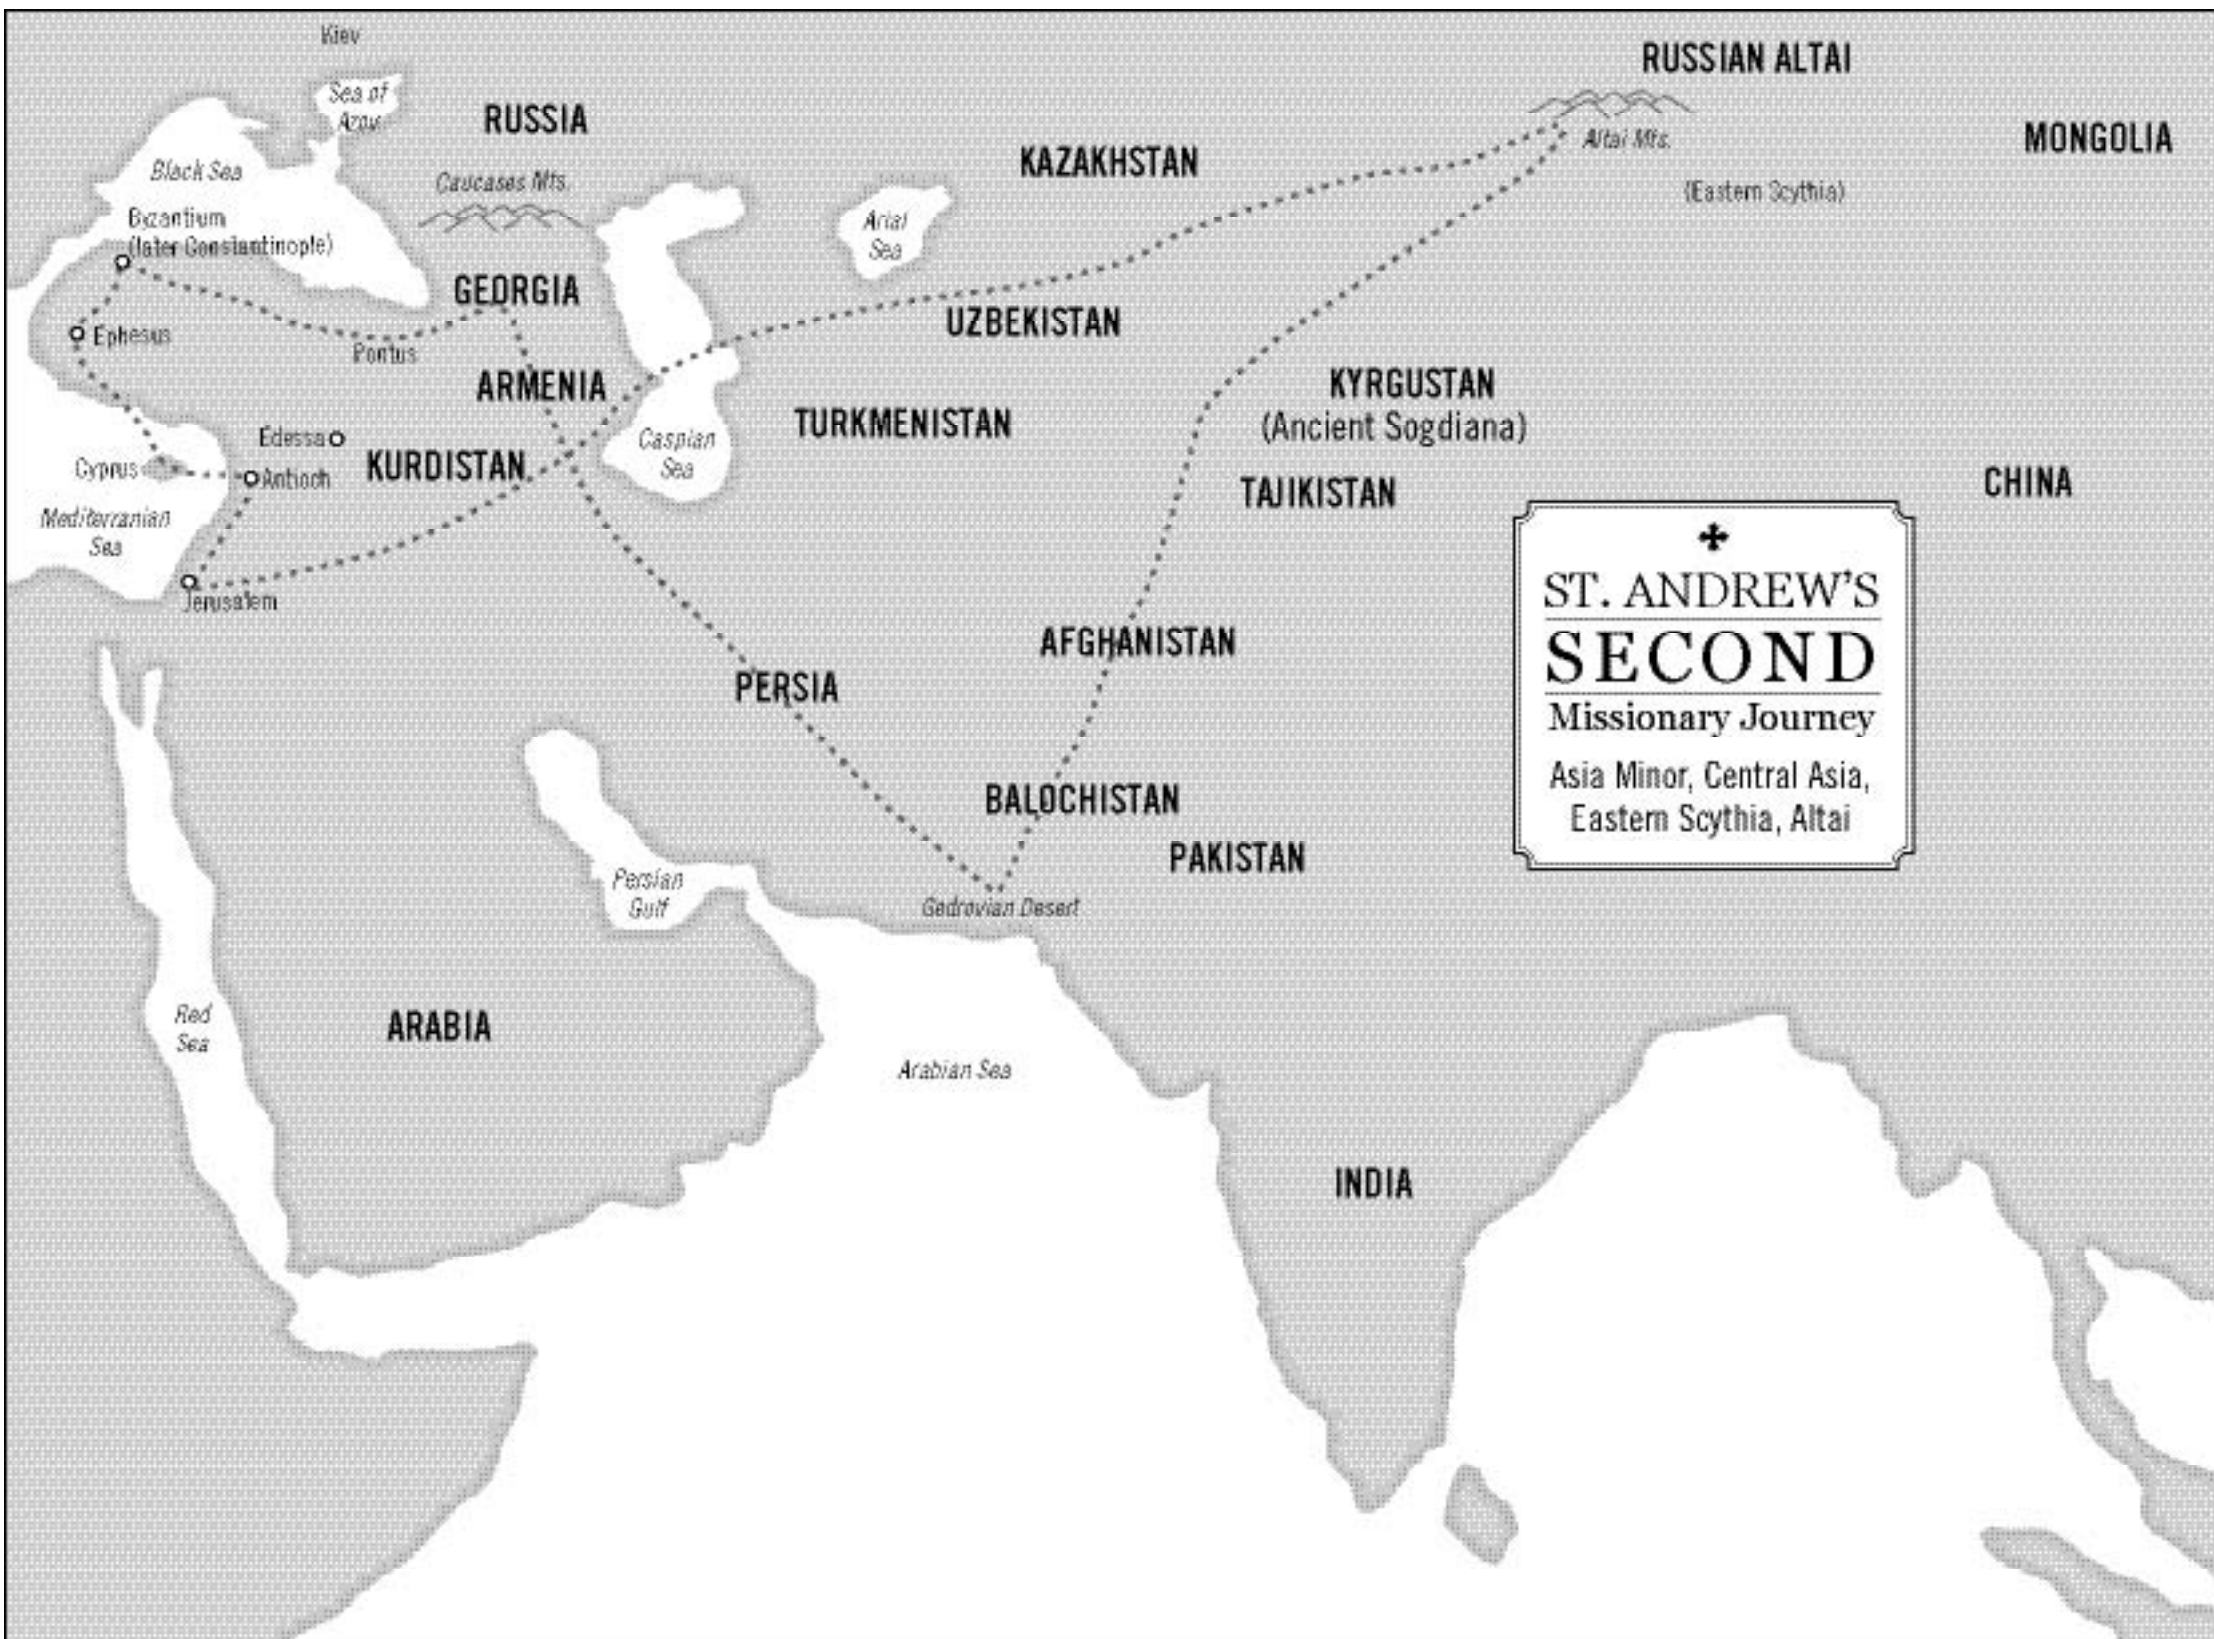 Kiev
RUSSIAN ALTAI
Sea of
Azov
RUSSIA
Altai Mts.
MONGOLIA
KAZAKHSTAN
Black Sea
Caucases Mts.
(Eastern Scythia)
Byzantium
(later Constantinople)
Arial
Sea
GEORGIA
UZBEKISTAN
Ephesus
Pontus
ARMENIA
KYRGUSTAN
(Ancient Sogdiana)
TURKMENISTAN
Edessa
Caspian
Sea
Cyprus
Antioch
KURDISTAN
TAJIKISTAN
CHINA
Mediterranian
Sea
Jerusalem
ST. ANDREW'S
SECOND
Missionary Journey
Asia Minor, Central Asia,
Eastern Scythia, Altai
AFGHANISTAN
PERSIA
BALOCHISTAN
PAKISTAN
Persian
Gulf
Gedrovian Desert
Red
Sea
ARABIA
Arabian Sea
INDIA